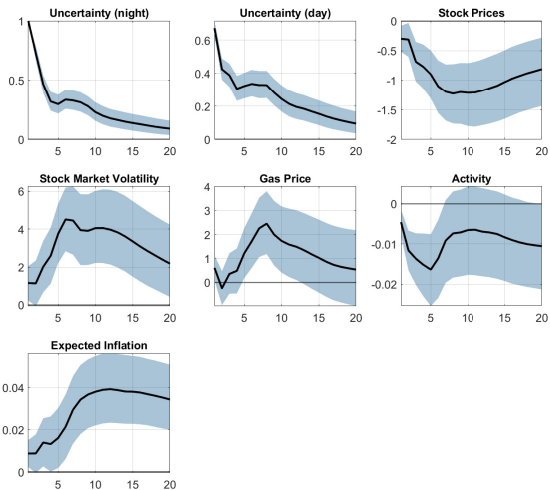 Uncertainty (night)
1
0.5
0
5 10 15 20
Uncertainty (day)
0.6
0.4
0.2
0
5 10 15 20
Stock Prices
0
-0.5
-1
-1.5
-2
5 10 15 20
Stock Market Volatility
6
4
2
0
5 10 15 20
Gas Price
4
3
2
1
0
-1
5 10 15 20
Activity
0
-0.01
-0.02
5 10 15 20
Expected Inflation
0.04
0.02
0
5 10 15 20